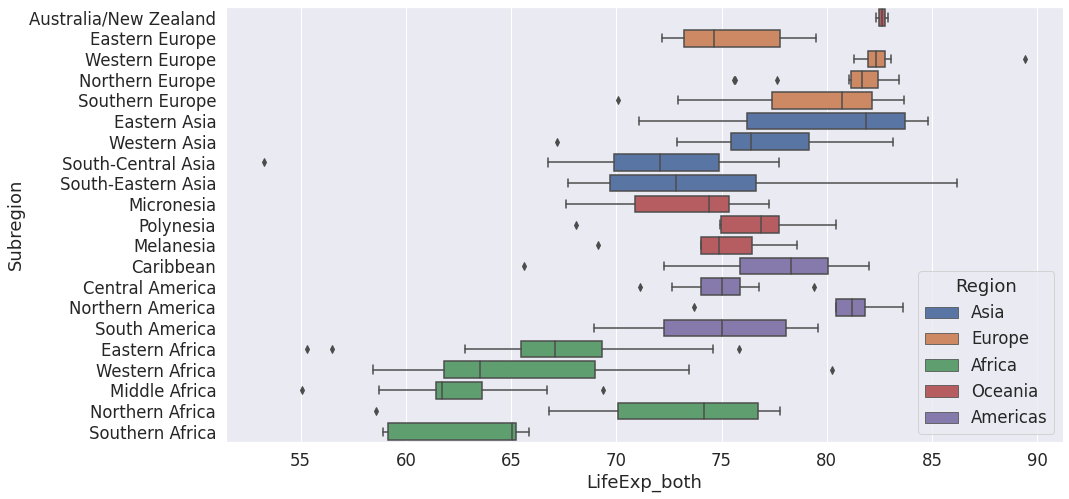 Subregion
Australia/New Zealand
Eastern Europe
Western Europe
Northern Europe
Southern Europe
Eastern Asia
Western Asia
South-Central Asia
South-Eastern Asia
Micronesia
Polynesia
Melanesia
Caribbean
Central America
Northern America
South America
Eastern Africa
Western Africa
Middle Africa
Northern Africa
Southern Africa
Region
Asia
Europe
Africa
Oceania
Americas
55 60 65 70 75 80 85 90
LifeExp_both